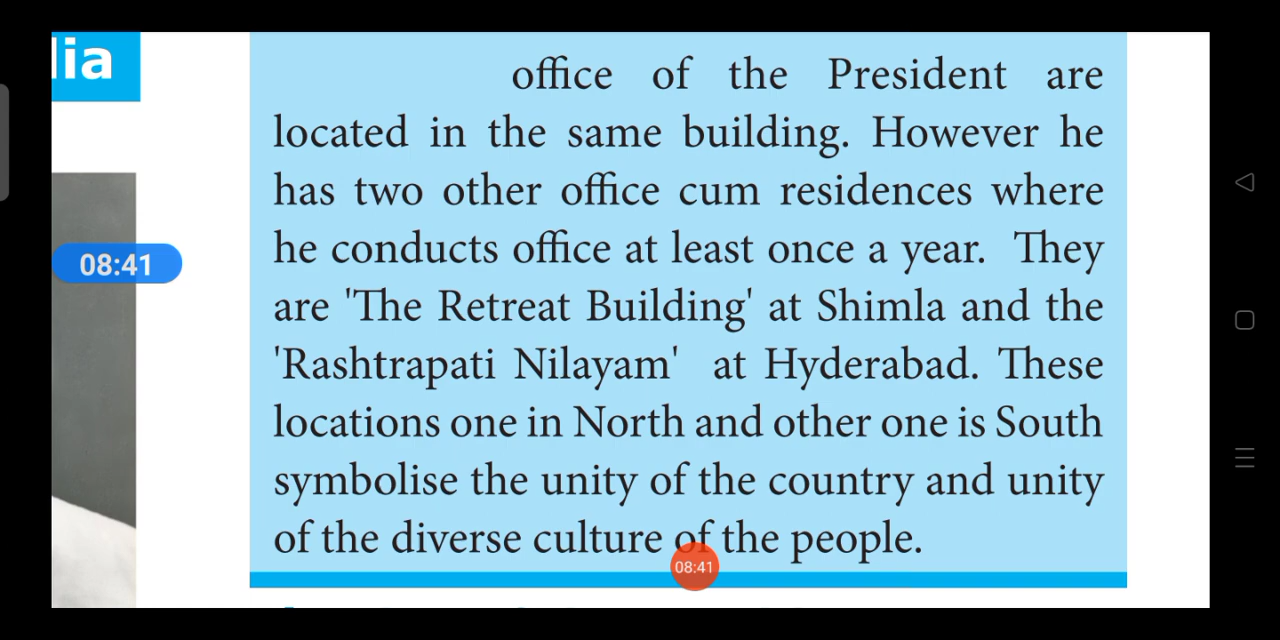 lia
office of the President are
located in the same building. However he
has two other office cum residences where
he conducts office at least once a year. They
are 'The Retreat Building' at Shimla and the
'Rashtrapati Nilayam' at Hyderabad. These
locations one in North and other one is South
symbolise the unity of the country and unity
of the diverse culture of the people.
08:41
08:41